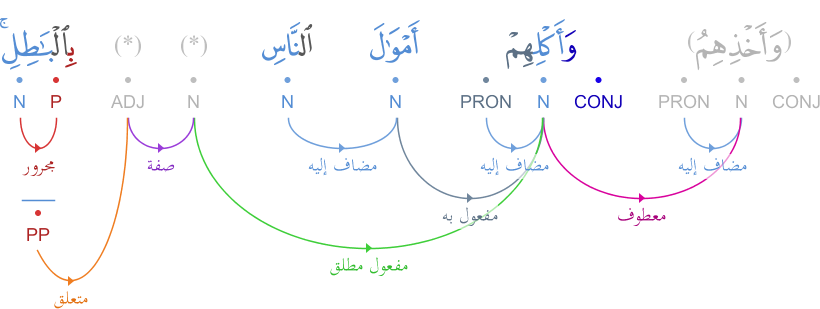 (وَأَخْذِهِمُ) وَأَكْلِهِمْ أَمْوَٰلَ ٱلنَّاسِ (*) (*) بِٱلْبَـٰطِلِ ۚ
CONJ N PRON CONJ N PRON N N N ADJ P N
مضاف إليه مضاف إليه مضاف إليه صفة مجرور
معطوف مفعول به
PP
مفعول مطلق
متعلق